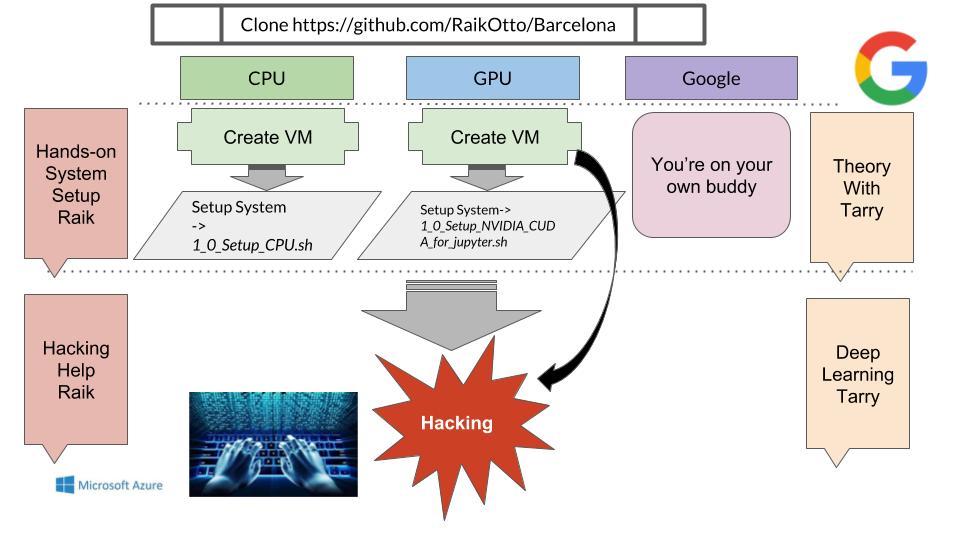 Clone https://github.com/RaikOtto/Barcelona
CPU
GPU
Google
Hands-on
System
Setup
Raik
Create VM
Create VM
You're on your
own buddy
Theory
With
Tarry
Setup System
->
1_0_Setup_CPU.sh
Setup System->
1_0_Setup_NVIDIA_CUD
A_for_jupyter.sh
Hacking
Help
Raik
Hacking
Deep
Learning
Tarry
Microsoft Azure